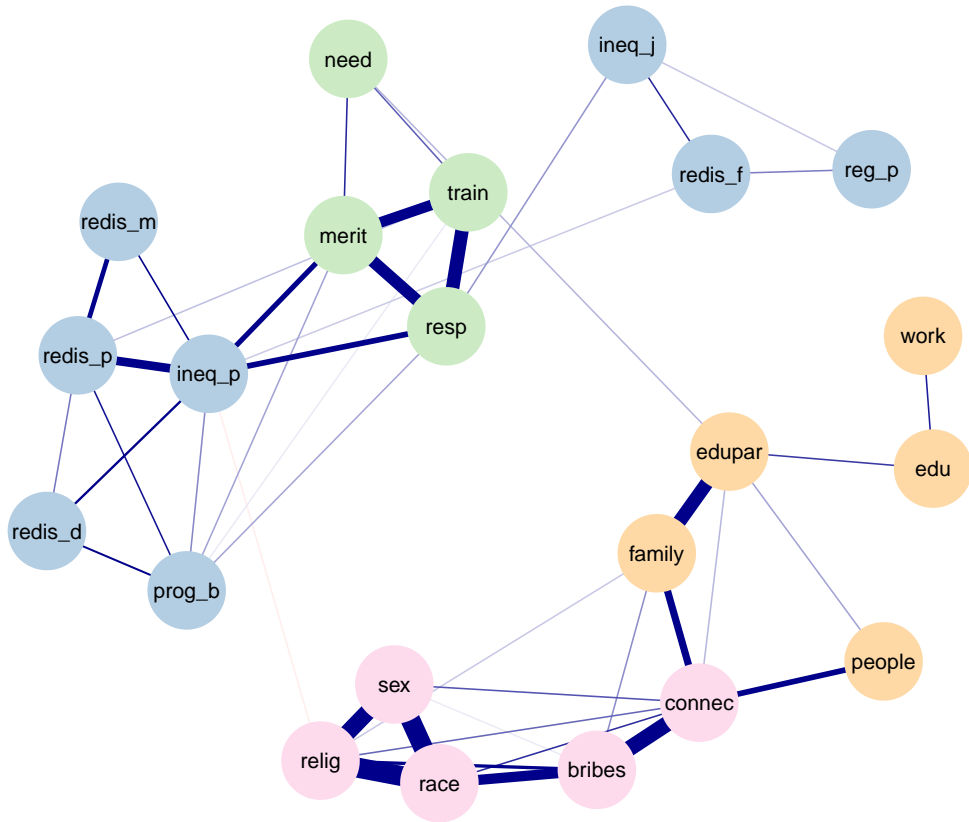 ineq_j
need
redis_f
reg_p
train
redis_m
merit
resp
work
redis_p
ineq_p
edupar
edu
redis_d
family
prog_b
people
sex
connec
relig
bribes
race